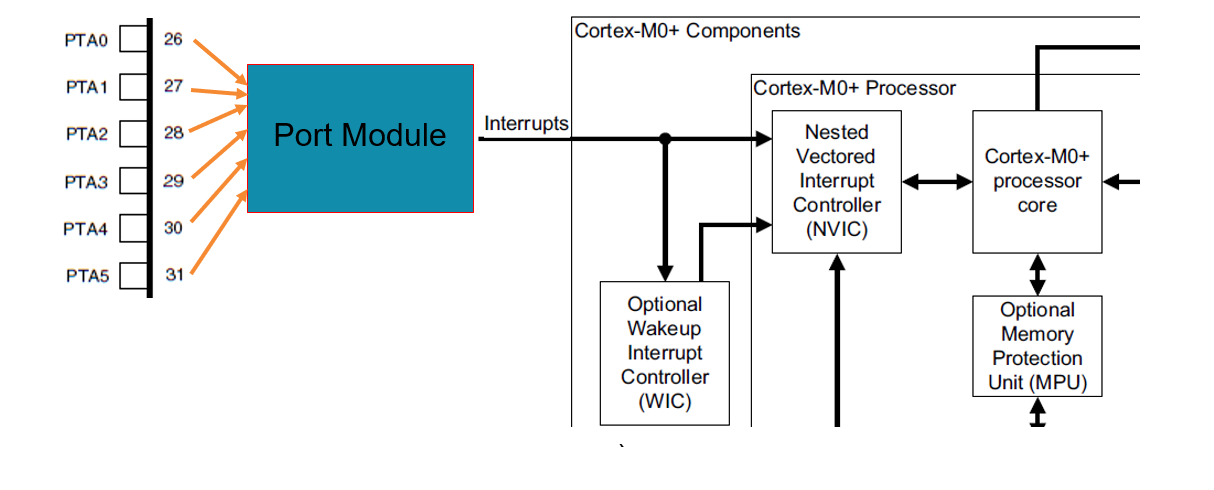 PTA0 26
PTA1 27
PTA2 28
PTA3 29
PTA4 30
PTA5 31
Port Module
Interrupts
Cortex-M0+ Components
Cortex-M0+ Processor
Nested
Vectored
Interrupt
Controller
(NVIC)
Cortex-M0+
processor
core
Optional
Wakeup
Interrupt
Controller
(WIC)
Optional
Memory
Protection
Unit (MPU)